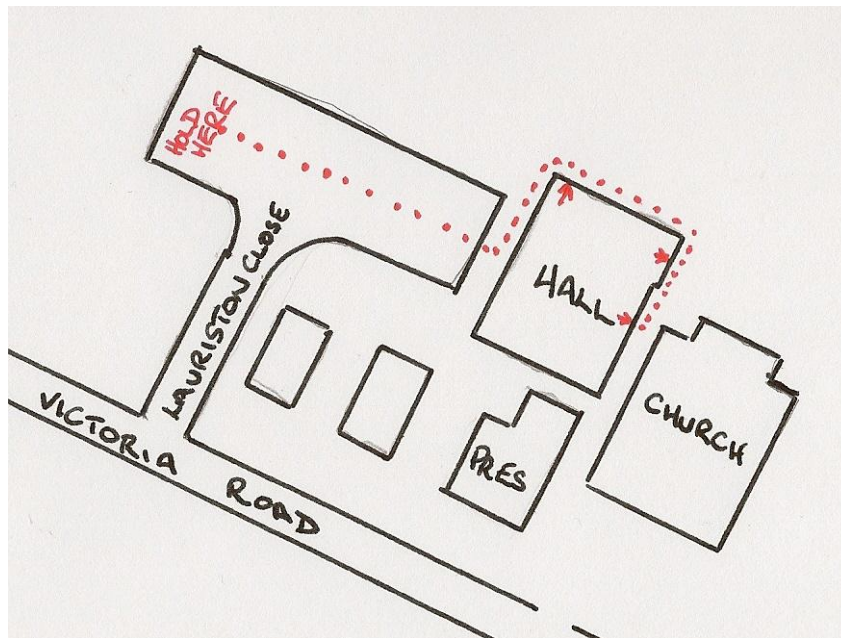 HOLD
HERE
LAURISTON CLOSE
HALL
CHURCH
PRES
VICTORIA ROAD